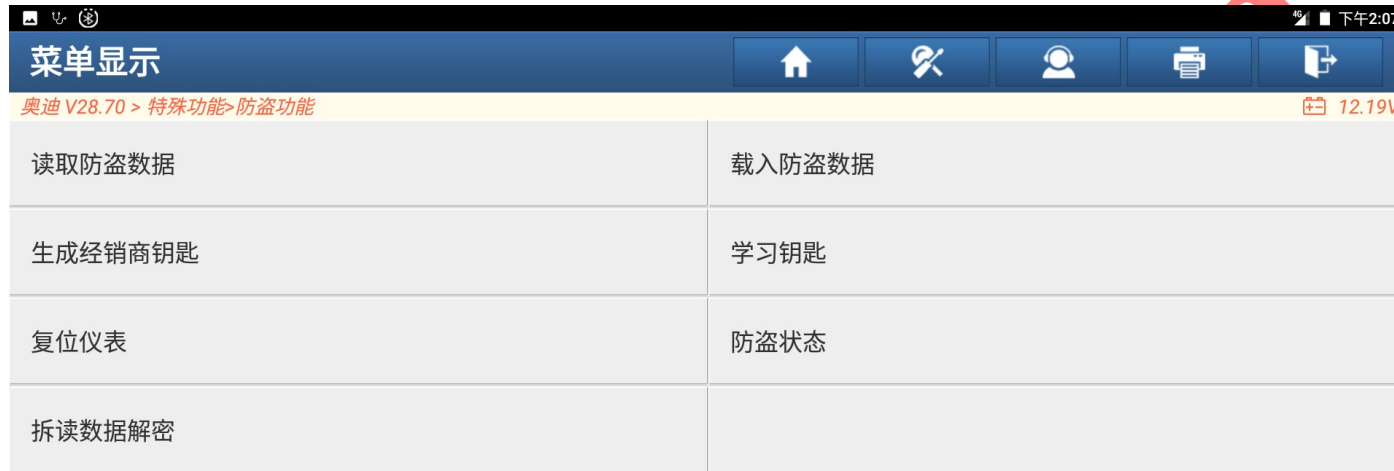 4G 下午2:07
菜单显示
奥迪 V28.70 > 特殊功能>防盗功能 12.19V
读取防盗数据 载入防盗数据
生成经销商钥匙 学习钥匙
复位仪表 防盗状态
拆读数据解密